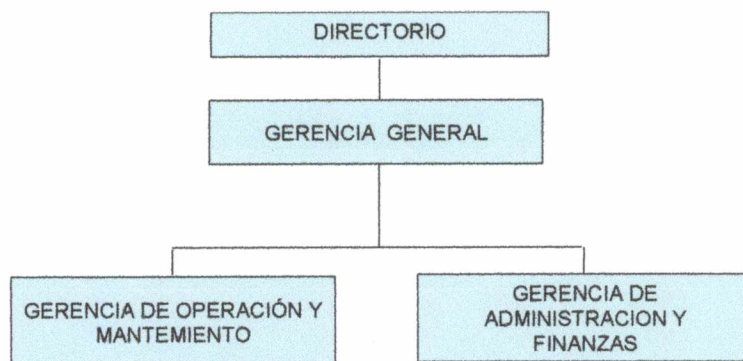 DIRECTORIO
GERENCIA GENERAL
GERENCIA DE OPERACIÓN Y
MANTEMIENTO
GERENCIA DE
ADMINISTRACION Y
FINANZAS